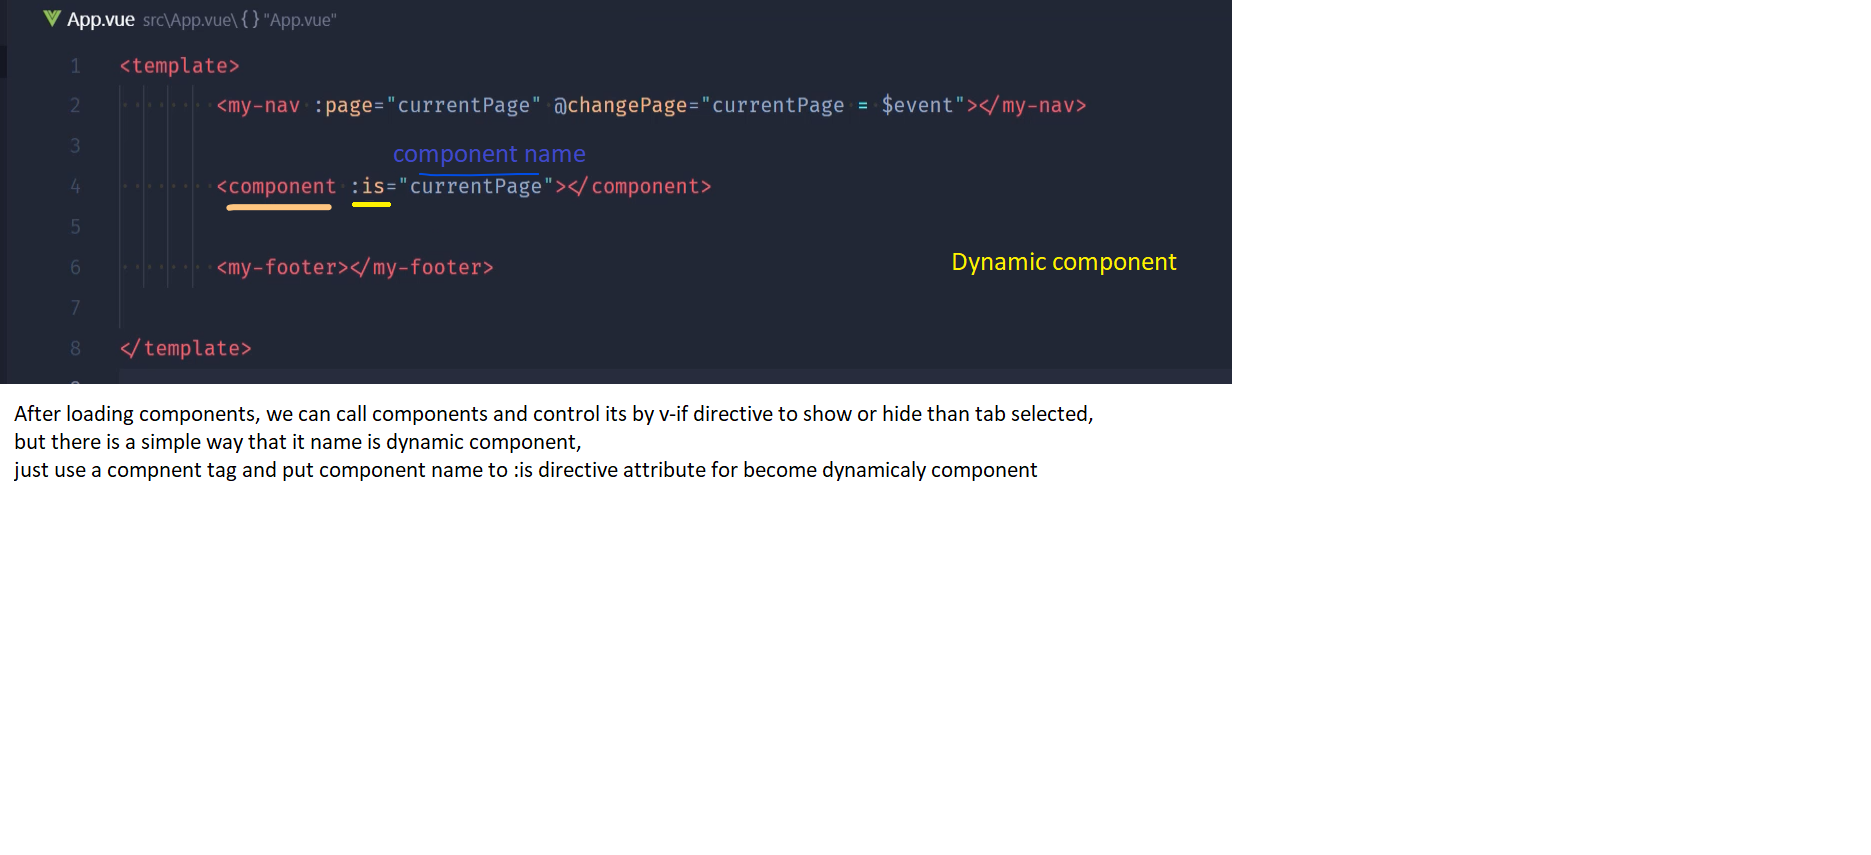 App.vue src\App.vue\{} "App.vue"
1 <template>
2 <my-nav :page="currentPage" @changePage="currentPage = $event"></my-nav>
3
component name
4 <component :is="currentPage"></component>
5
6 <my-footer></my-footer>
Dynamic component
7
8 </template>
After loading components, we can call components and control its by v-if directive to show or hide than tab selected,
but there is a simple way that it name is dynamic component,
just use a compnent tag and put component name to :is directive attribute for become dynamicaly component